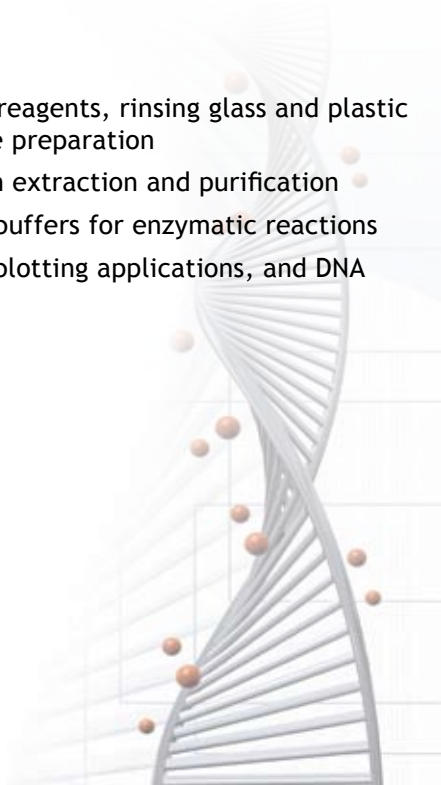 reagents, rinsing glass and plastic
e preparation
n extraction and purification
buffers for enzymatic reactions
blotting applications, and DNA